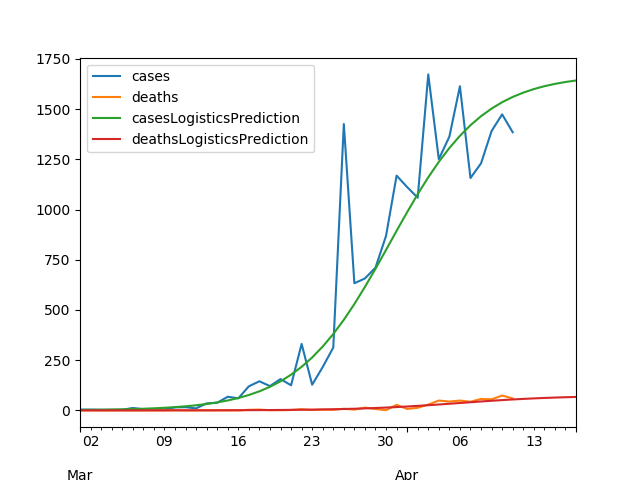 1750
1500
1250
1000
750
500
250
0
cases
deaths
casesLogisticsPrediction
deathsLogisticsPrediction
02 09 16 23 30 06 13
Mar Apr